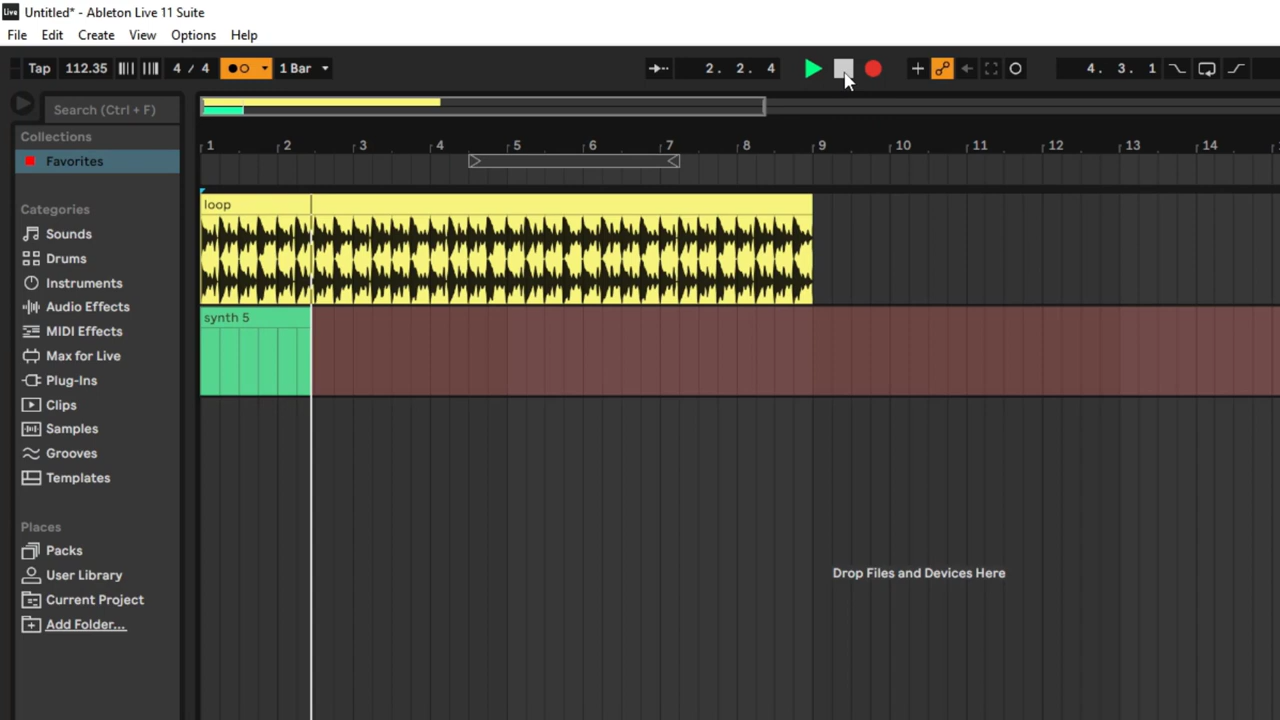 Live Untitled* - Ableton Live 11 Suite
File Edit Create View Options Help
Tap 112.35 4 / 4 1 Bar 2. 2. 4 4. 3. 1
Search (Ctrl + F)
Collections
Favorites
Categories
Sounds
Drums
Instruments
Audio Effects
MIDI Effects
Max for Live
Plug-Ins
Clips
Samples
Grooves
Templates
Places
Packs
User Library
Current Project
Add Folder...
1 2 3 4 5 6 7 8 9 10 11 12 13 14
loop
synth 5
Drop Files and Devices Here